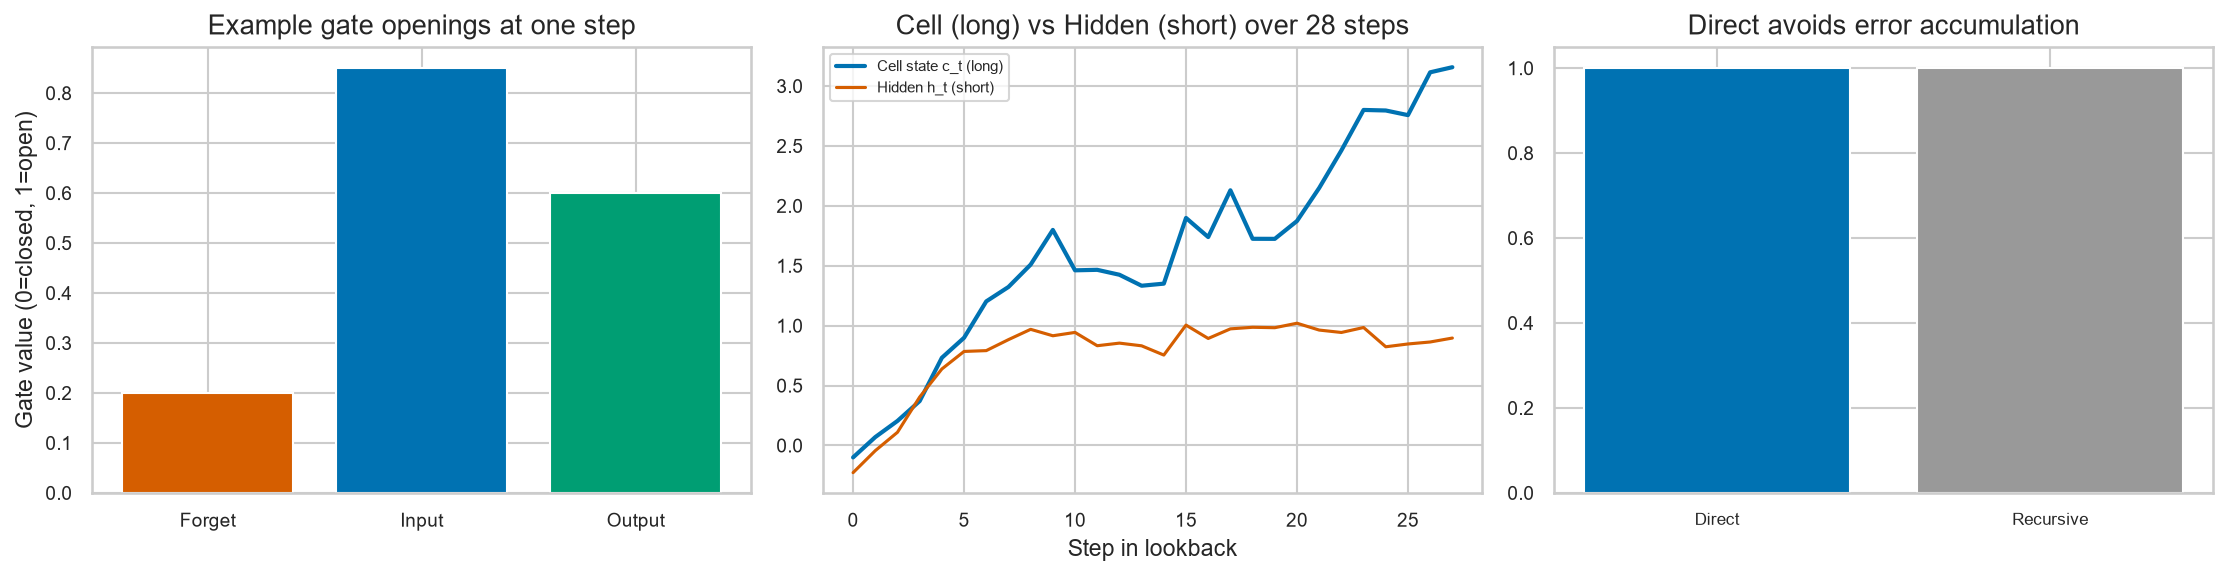 Example gate openings at one step
Gate value (0=closed, 1=open)
0.8
0.7
0.6
0.5
0.4
0.3
0.2
0.1
0.0
Forget Input Output
Cell (long) vs Hidden (short) over 28 steps
Cell state c_t (long)
Hidden h_t (short)
3.0
2.5
2.0
1.5
1.0
0.5
0.0
0 5 10 15 20 25
Step in lookback
Direct avoids error accumulation
1.0
0.8
0.6
0.4
0.2
0.0
Direct Recursive